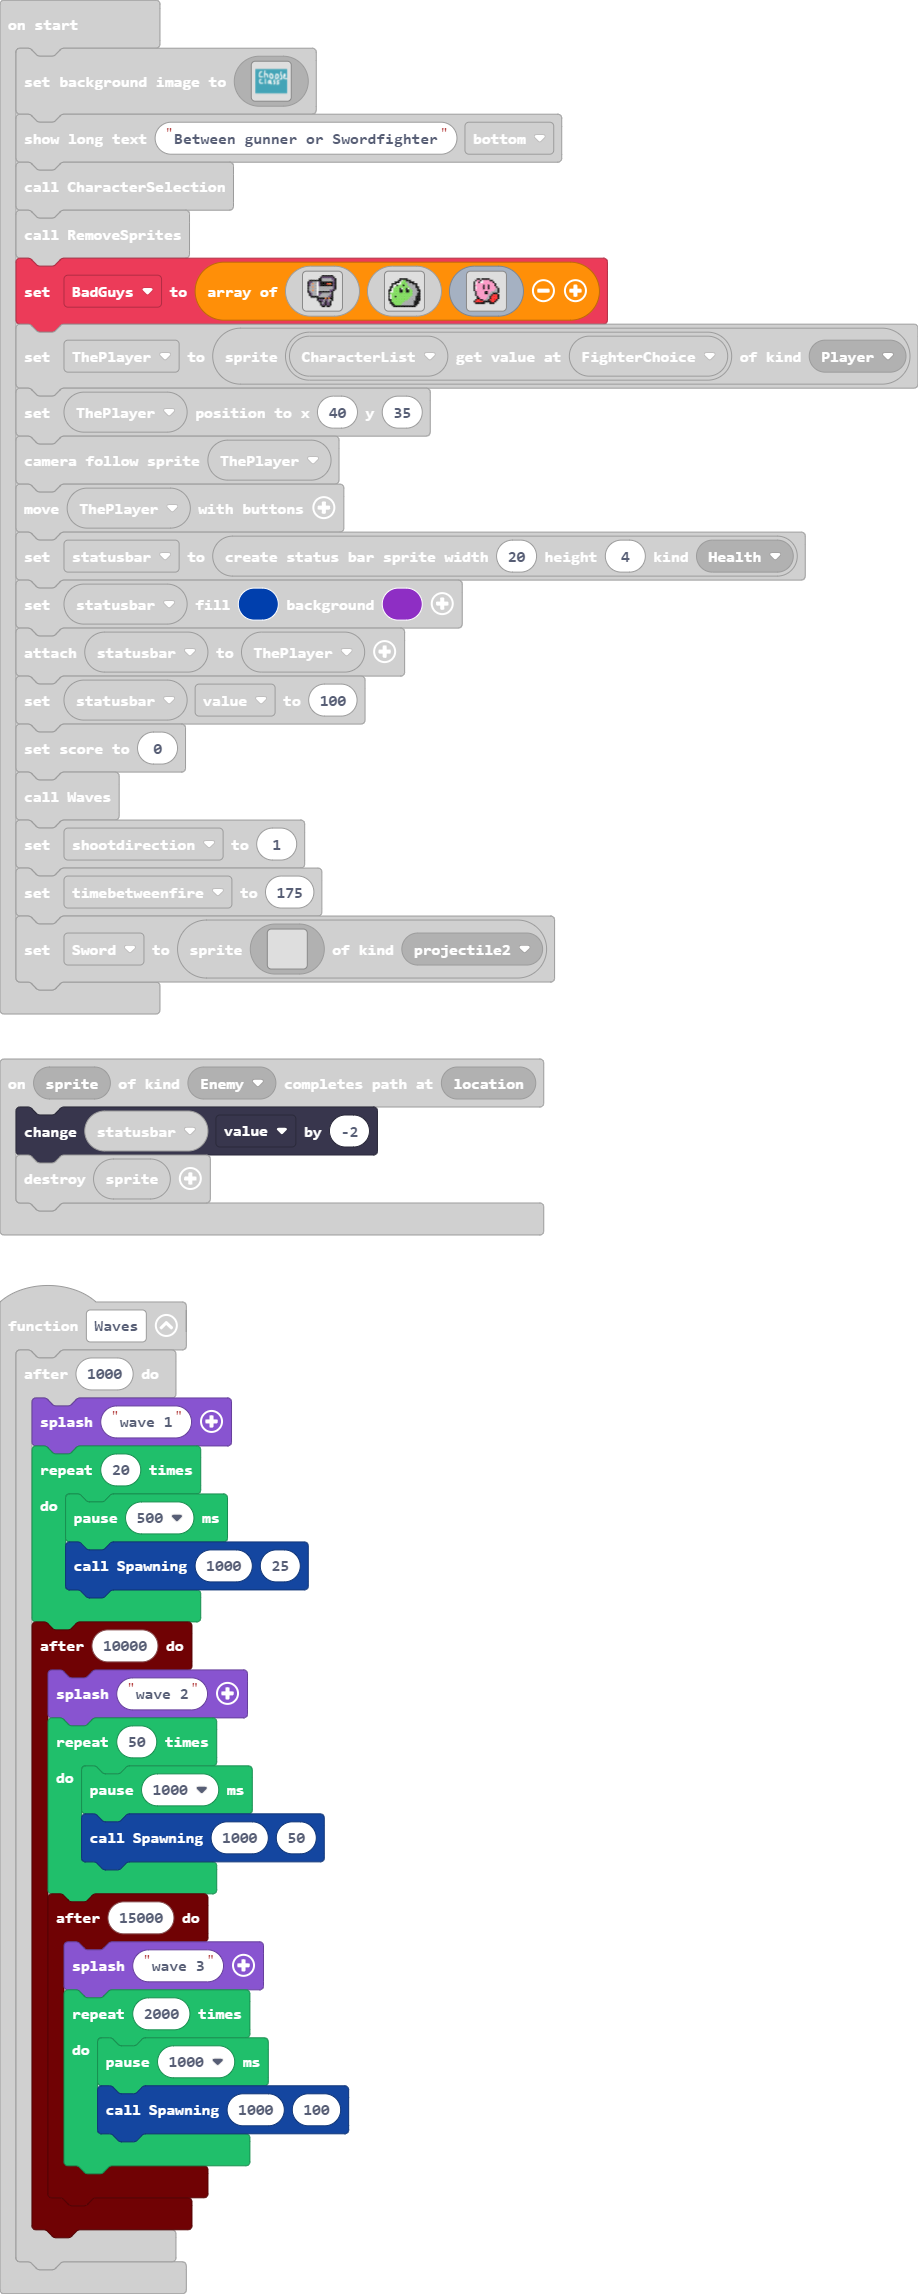 on start
set background image to Choose Class
show long text "Between gunner or Swordfighter" bottom
call CharacterSelection
call RemoveSprites
set BadGuys to array of
set ThePlayer to sprite CharacterList get value at FighterChoice of kind Player
set ThePlayer position to x 40 y 35
camera follow sprite ThePlayer
move ThePlayer with buttons
set statusbar to create status bar sprite width 20 height 4 kind Health
set statusbar fill background
attach statusbar to ThePlayer
set statusbar value to 100
set score to 0
call Waves
set shootdirection to 1
set timebetweenfire to 175
set Sword to sprite of kind projectile2
on sprite of kind Enemy completes path at location
change statusbar value by -2
destroy sprite
function Waves
after 1000 do
splash "wave 1"
repeat 20 times
do
pause 500 ms
call Spawning 1000 25
after 10000 do
splash "wave 2"
repeat 50 times
do
pause 1000 ms
call Spawning 1000 50
after 15000 do
splash "wave 3"
repeat 2000 times
do
pause 1000 ms
call Spawning 1000 100